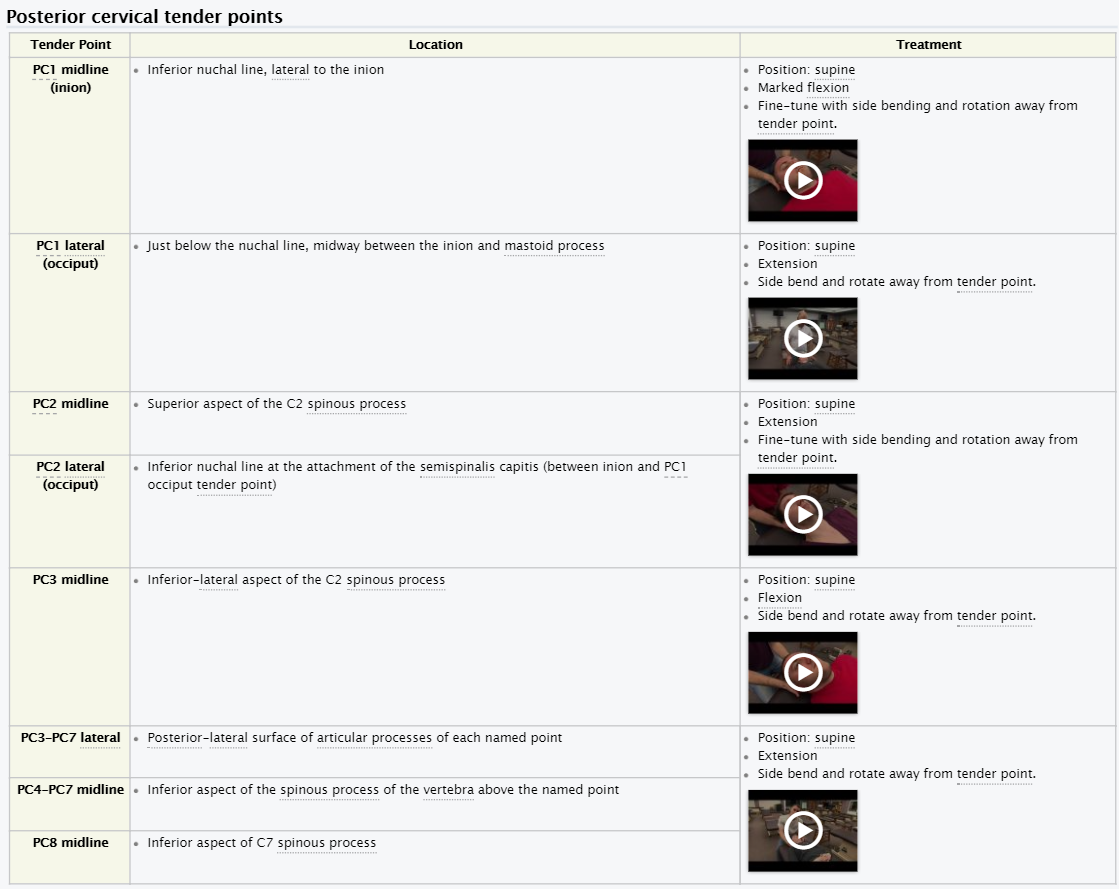 Posterior cervical tender points
Tender Point
Location
Treatment
PC1 midline
(inion)
Inferior nuchal line, lateral to the inion
Position: supine
Marked flexion
Fine-tune with side bending and rotation away from
tender point.
PC1 lateral
(occiput)
Just below the nuchal line, midway between the inion and mastoid process
Position: supine
Extension
Side bend and rotate away from tender point.
PC2 midline
Superior aspect of the C2 spinous process
Position: supine
Extension
Fine-tune with side bending and rotation away from
tender point.
PC2 lateral
(occiput)
Inferior nuchal line at the attachment of the semispinalis capitis (between inion and PC1
occiput tender point)
PC3 midline
Inferior-lateral aspect of the C2 spinous process
Position: supine
Flexion
Side bend and rotate away from tender point.
PC3-PC7 lateral
Posterior-lateral surface of articular processes of each named point
Position: supine
Extension
Side bend and rotate away from tender point.
PC4-PC7 midline
Inferior aspect of the spinous process of the vertebra above the named point
PC8 midline
Inferior aspect of C7 spinous process